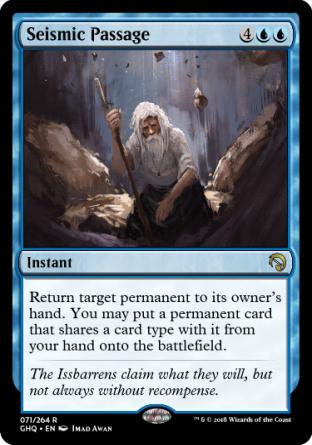 Seismic Passage 4
Instant
Return target permanent to its owner's
hand. You may put a permanent card
that shares a card type with it from
your hand onto the battlefield.
The Issbarrens claim what they will, but
not always without recompense.
071/264 R
GHQ • EN Imad Awan
™ & © 2018 Wizards of the Coast